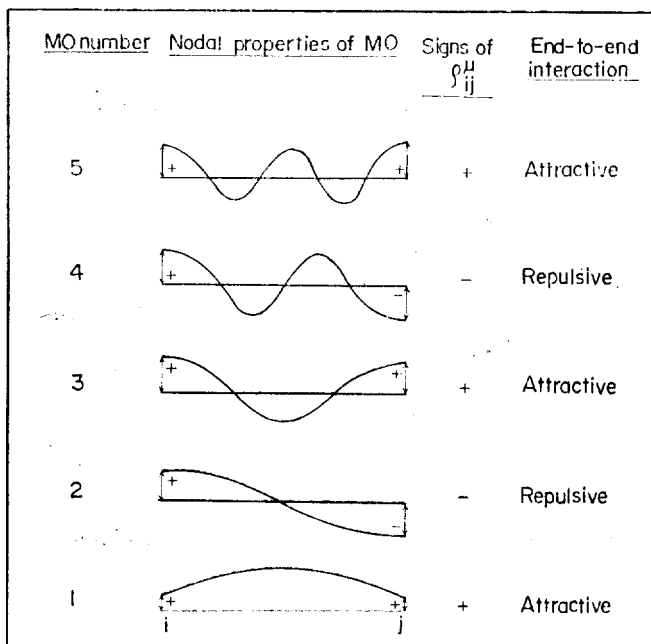 MO number Nodal properties of MO Signs of ρ^μ_ij End-to-end interaction
5 + + + Attractive
4 + − − Repulsive
3 + + + Attractive
2 + − − Repulsive
1 + + + Attractive
i j